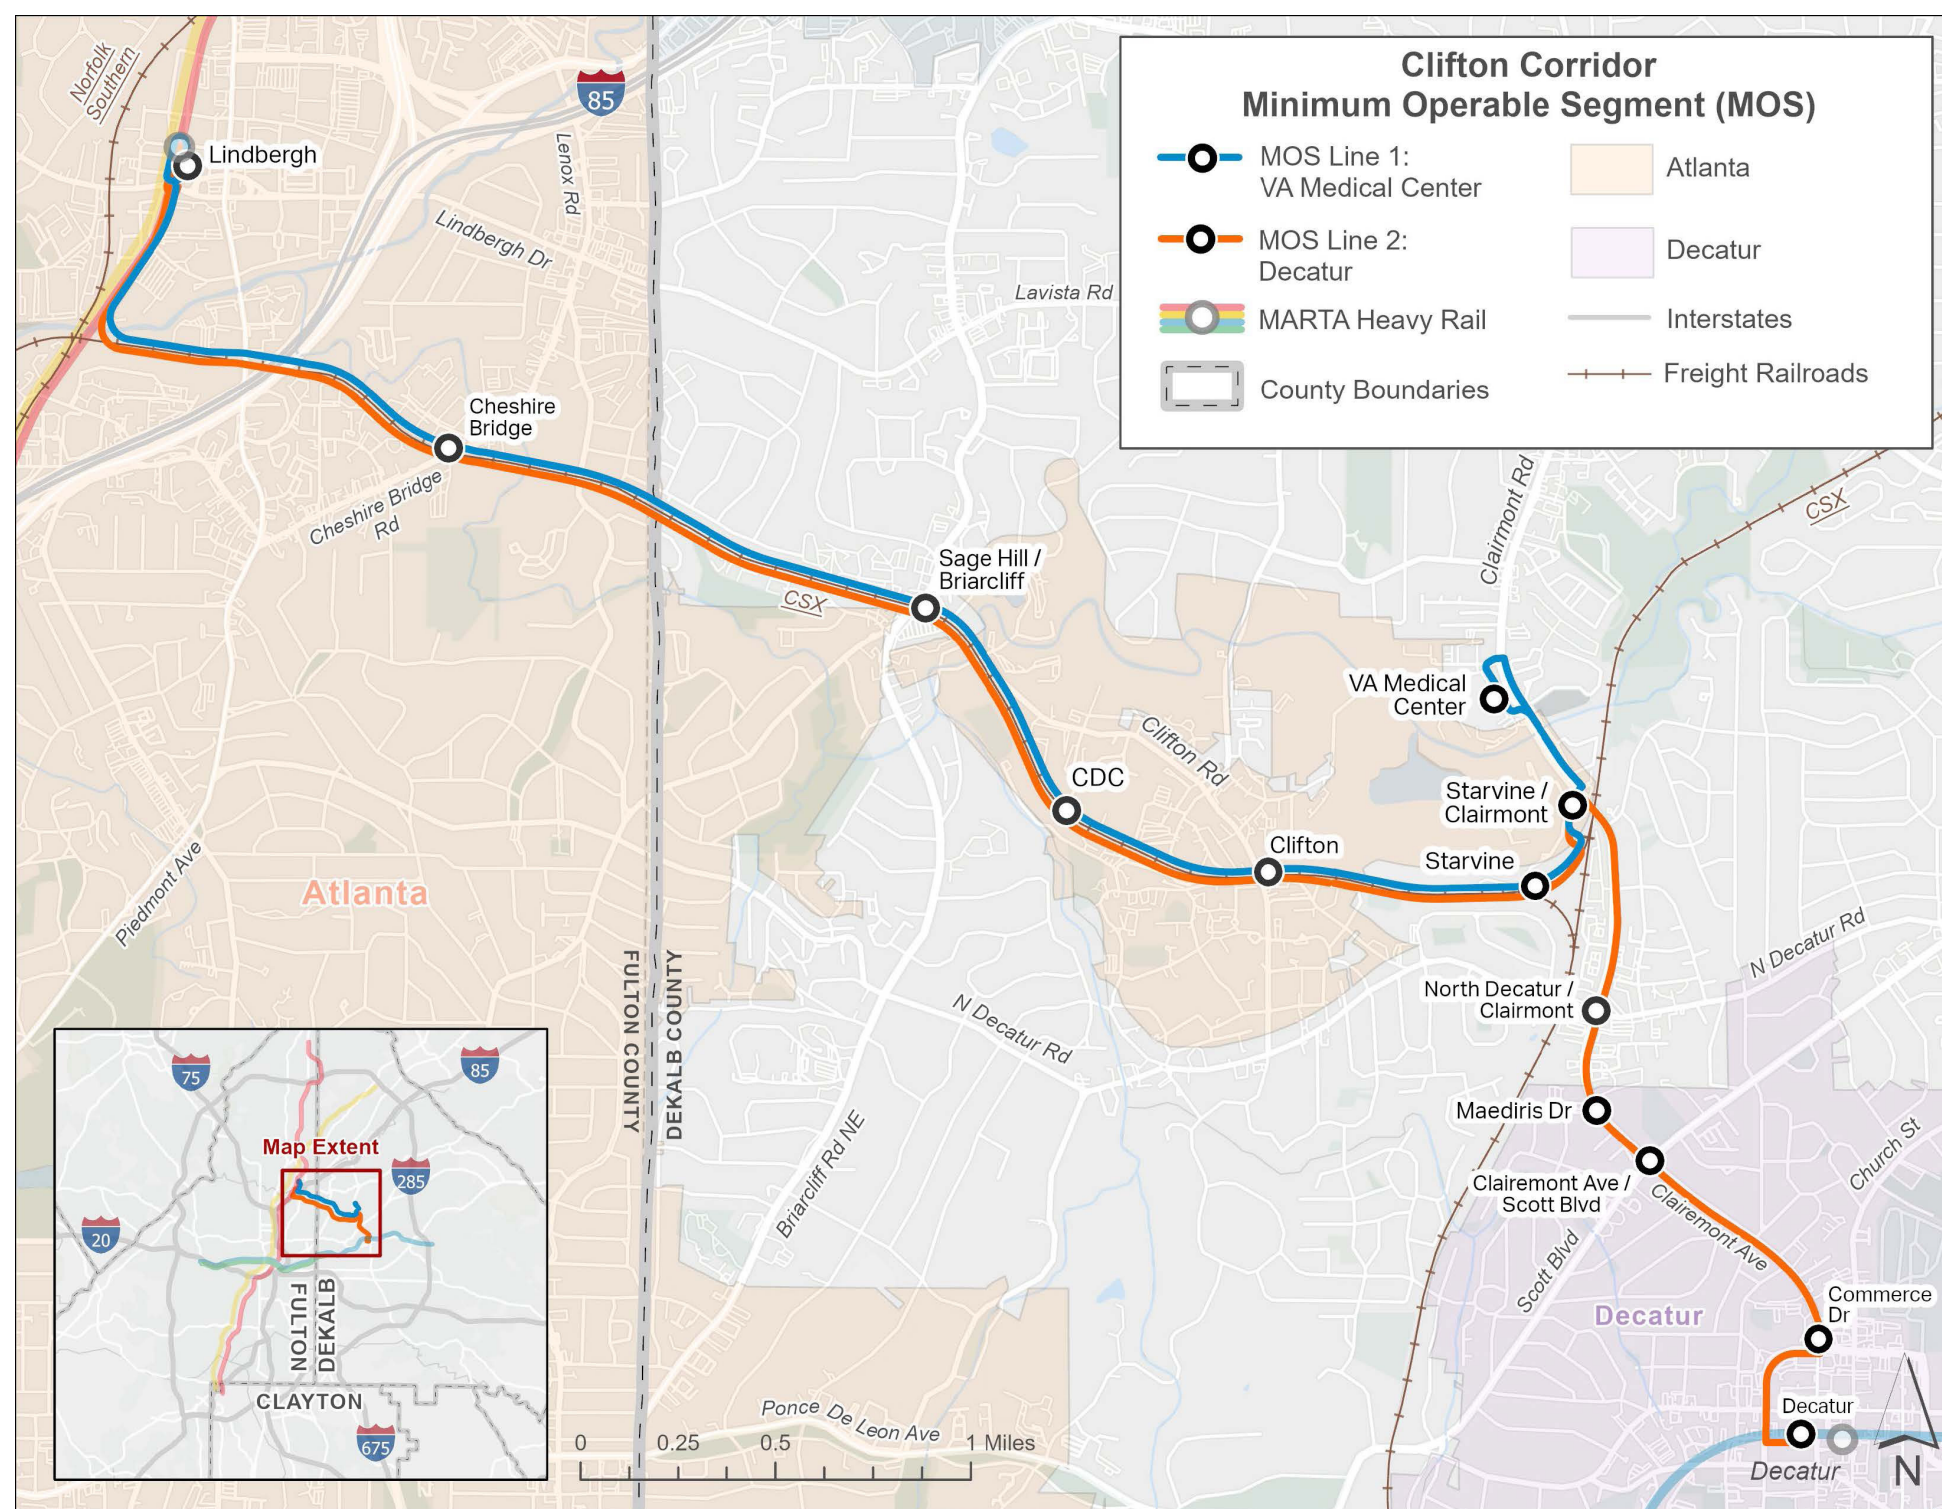 Norfolk
Southern
85
Lindbergh
Lenox Rd
Lindbergh Dr
Lavista Rd
Clifton Corridor
Minimum Operable Segment (MOS)
MOS Line 1:
VA Medical Center
MOS Line 2:
Decatur
MARTA Heavy Rail
County Boundaries
Atlanta
Decatur
Interstates
Freight Railroads
Cheshire
Bridge
Cheshire Bridge
Rd
Clairmont Rd
CSX
Sage Hill /
Briarcliff
CSX
VA Medical
Center
Clifton Rd
CDC
Starvine /
Clairmont
Clifton
Starvine
Piedmont Ave
Atlanta
FULTON COUNTY
DEKALB COUNTY
N Decatur Rd
North Decatur /
Clairmont
N Decatur Rd
Maediris Dr
Church St
Briarcliff Rd NE
Clairemont Ave /
Scott Blvd
Clairemont Ave
Scott Blvd
Decatur
Commerce
Dr
Decatur
Decatur
N
Ponce De Leon Ave
0 0.25 0.5 1 Miles
75
85
Map Extent
285
20
FULTON
DEKALB
CLAYTON
675